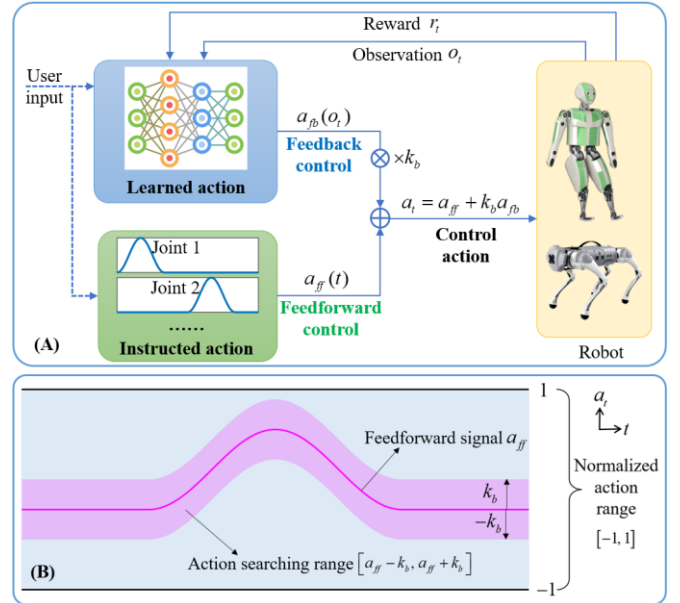 Reward r_t
Observation o_t
User
input
a_fb(o_t)
Feedback
control
×k_b
Learned action
a_t = a_ff + k_b a_fb
Control
action
Joint 1
Joint 2
......
a_ff(t)
Feedforward
control
(A)
Instructed action
Robot
1
a_t
t
Feedforward signal a_ff
Normalized
action
range
[-1, 1]
k_b
-k_b
Action searching range [a_ff - k_b, a_ff + k_b]
(B)
-1